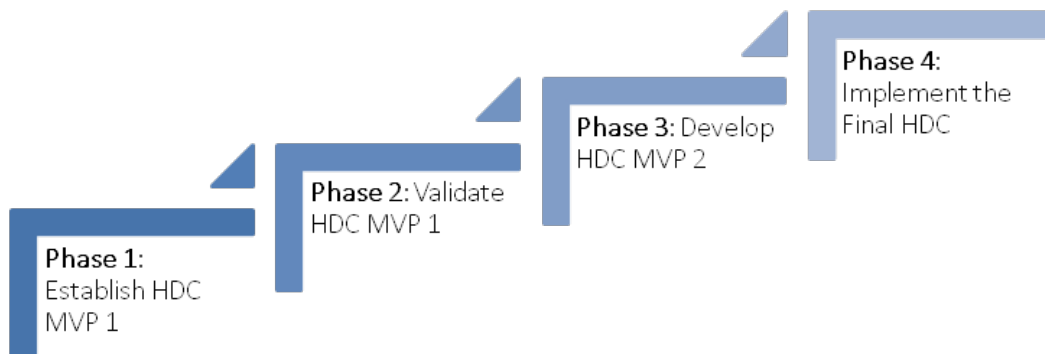 Phase 1:
Establish HDC
MVP 1
Phase 2: Validate
HDC MVP 1
Phase 3: Develop
HDC MVP 2
Phase 4:
Implement the
Final HDC